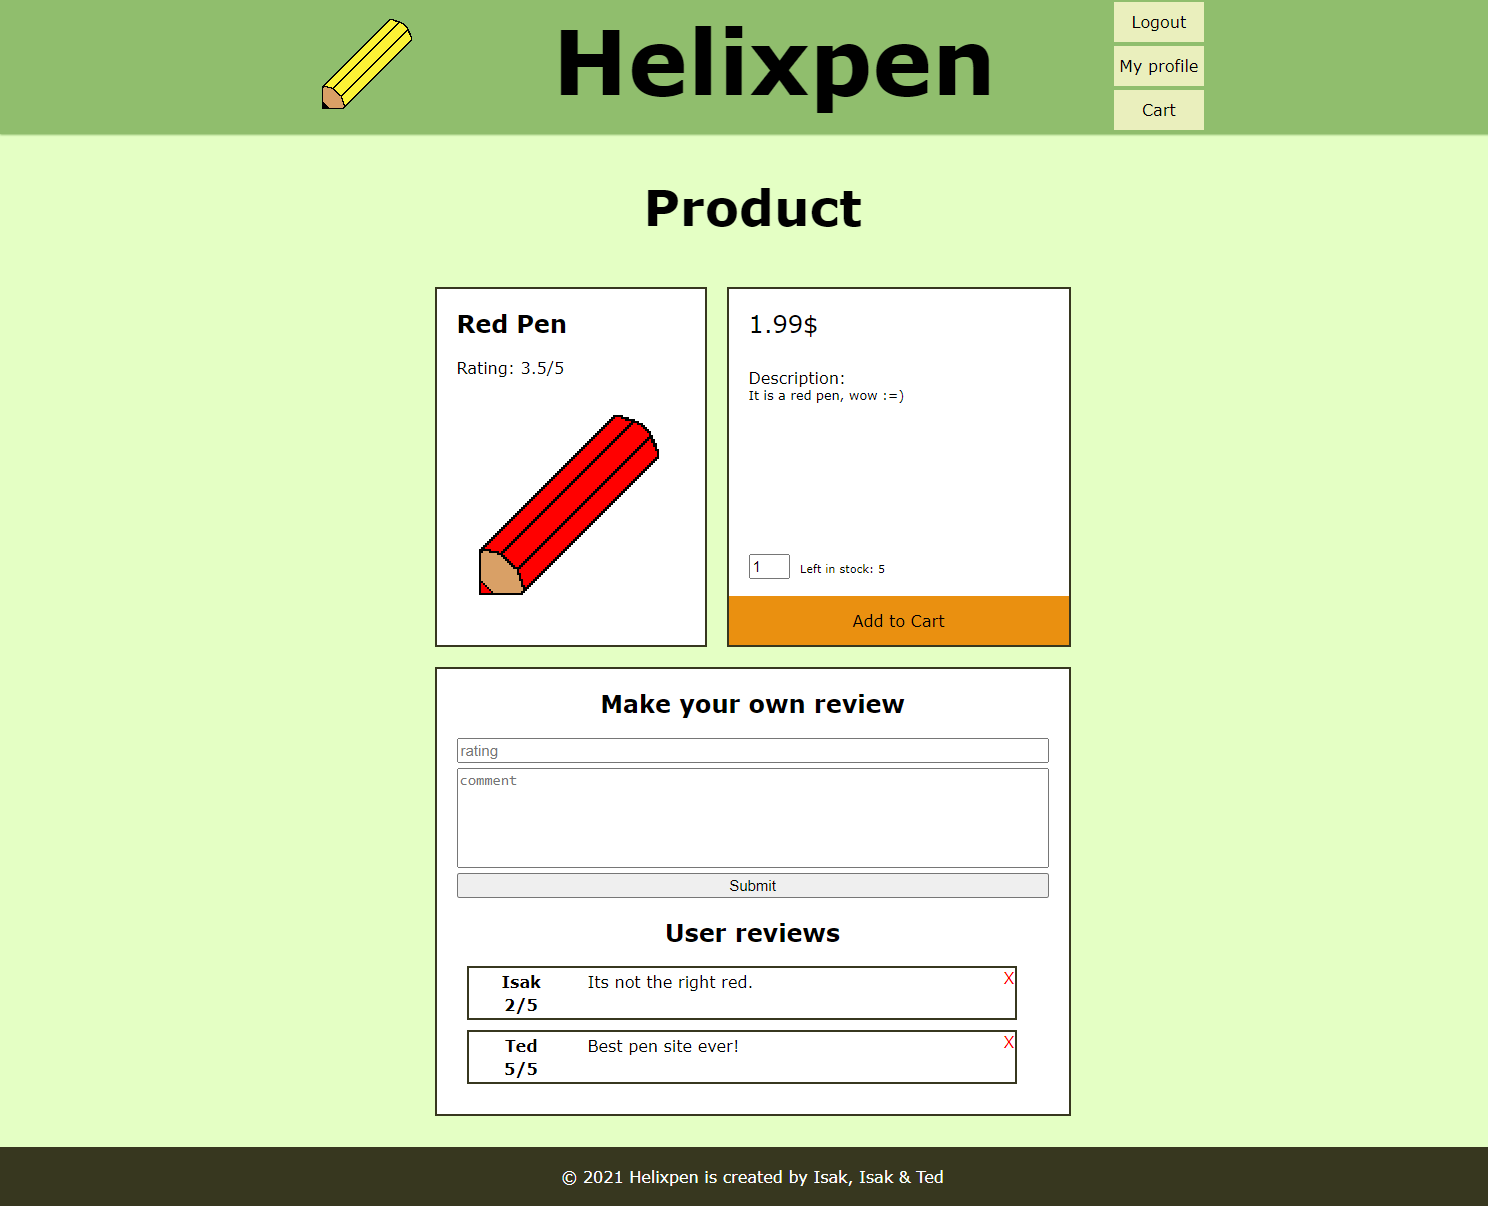 Helixpen
Logout
My profile
Cart
Product
Red Pen
Rating: 3.5/5
1.99$
Description:
It is a red pen, wow :=)
1 Left in stock: 5
Add to Cart
Make your own review
rating
comment
Submit
User reviews
Isak Its not the right red. X
2/5
Ted Best pen site ever! X
5/5
© 2021 Helixpen is created by Isak, Isak & Ted